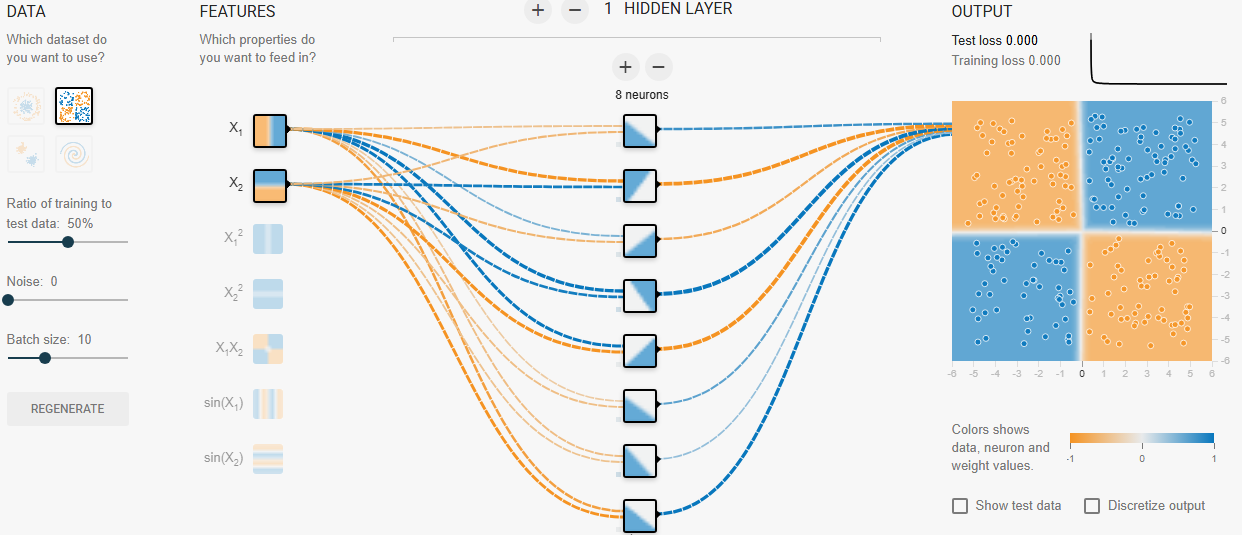 DATA
Which dataset do
you want to use?
Ratio of training to
test data: 50%
Noise: 0
Batch size: 10
REGENERATE
FEATURES
Which properties do
you want to feed in?
X1
X2
X1²
X2²
X1X2
sin(X1)
sin(X2)
+ − 1 HIDDEN LAYER
+ −
8 neurons
OUTPUT
Test loss 0.000
Training loss 0.000
6
5
4
3
2
1
0
-1
-2
-3
-4
-5
-6
-6 -5 -4 -3 -2 -1 0 1 2 3 4 5 6
Colors shows
data, neuron and
weight values.
-1 0 1
Show test data
Discretize output